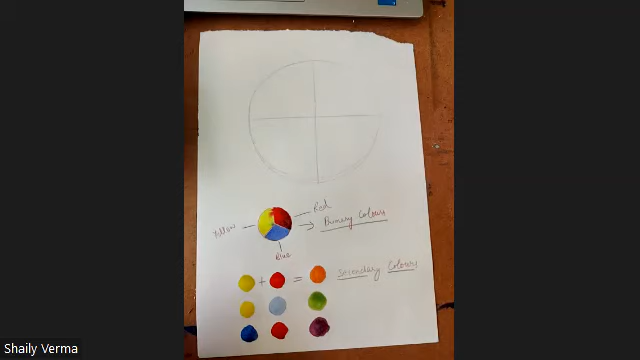 Red
Yellow
Primary Colours
Blue
+ =
Secondary Colours
Shaily Verma